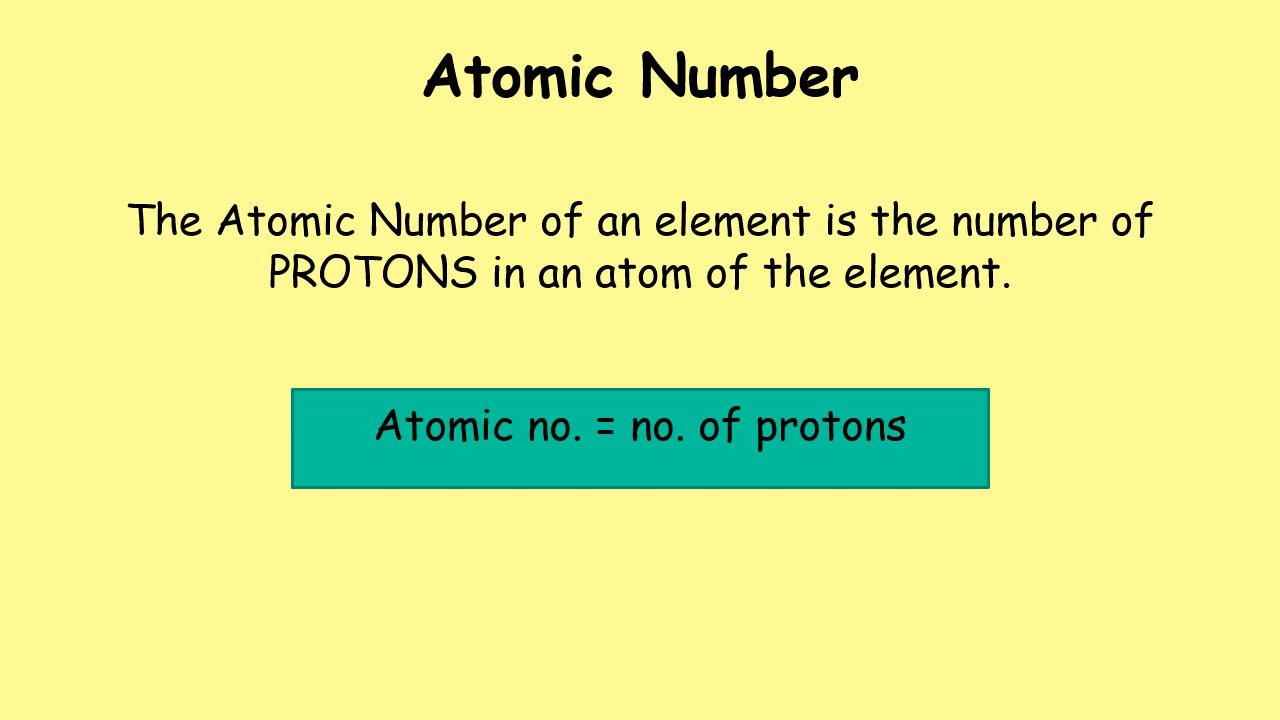 Atomic Number
The Atomic Number of an element is the number of
PROTONS in an atom of the element.
Atomic no. = no. of protons